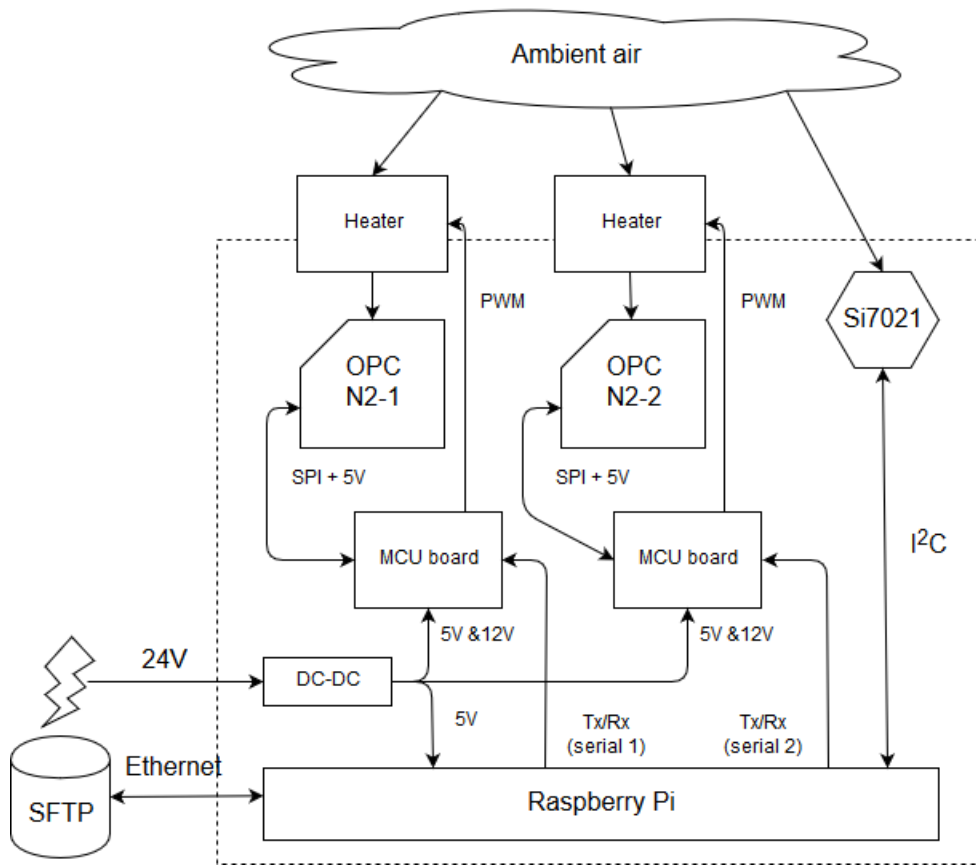 Ambient air
Heater
Heater
PWM
PWM
Si7021
OPC
N2-1
OPC
N2-2
SPI + 5V
SPI + 5V
I²C
MCU board
MCU board
5V &12V
5V &12V
24V
DC-DC
5V
Tx/Rx
(serial 1)
Tx/Rx
(serial 2)
Ethernet
SFTP
Raspberry Pi